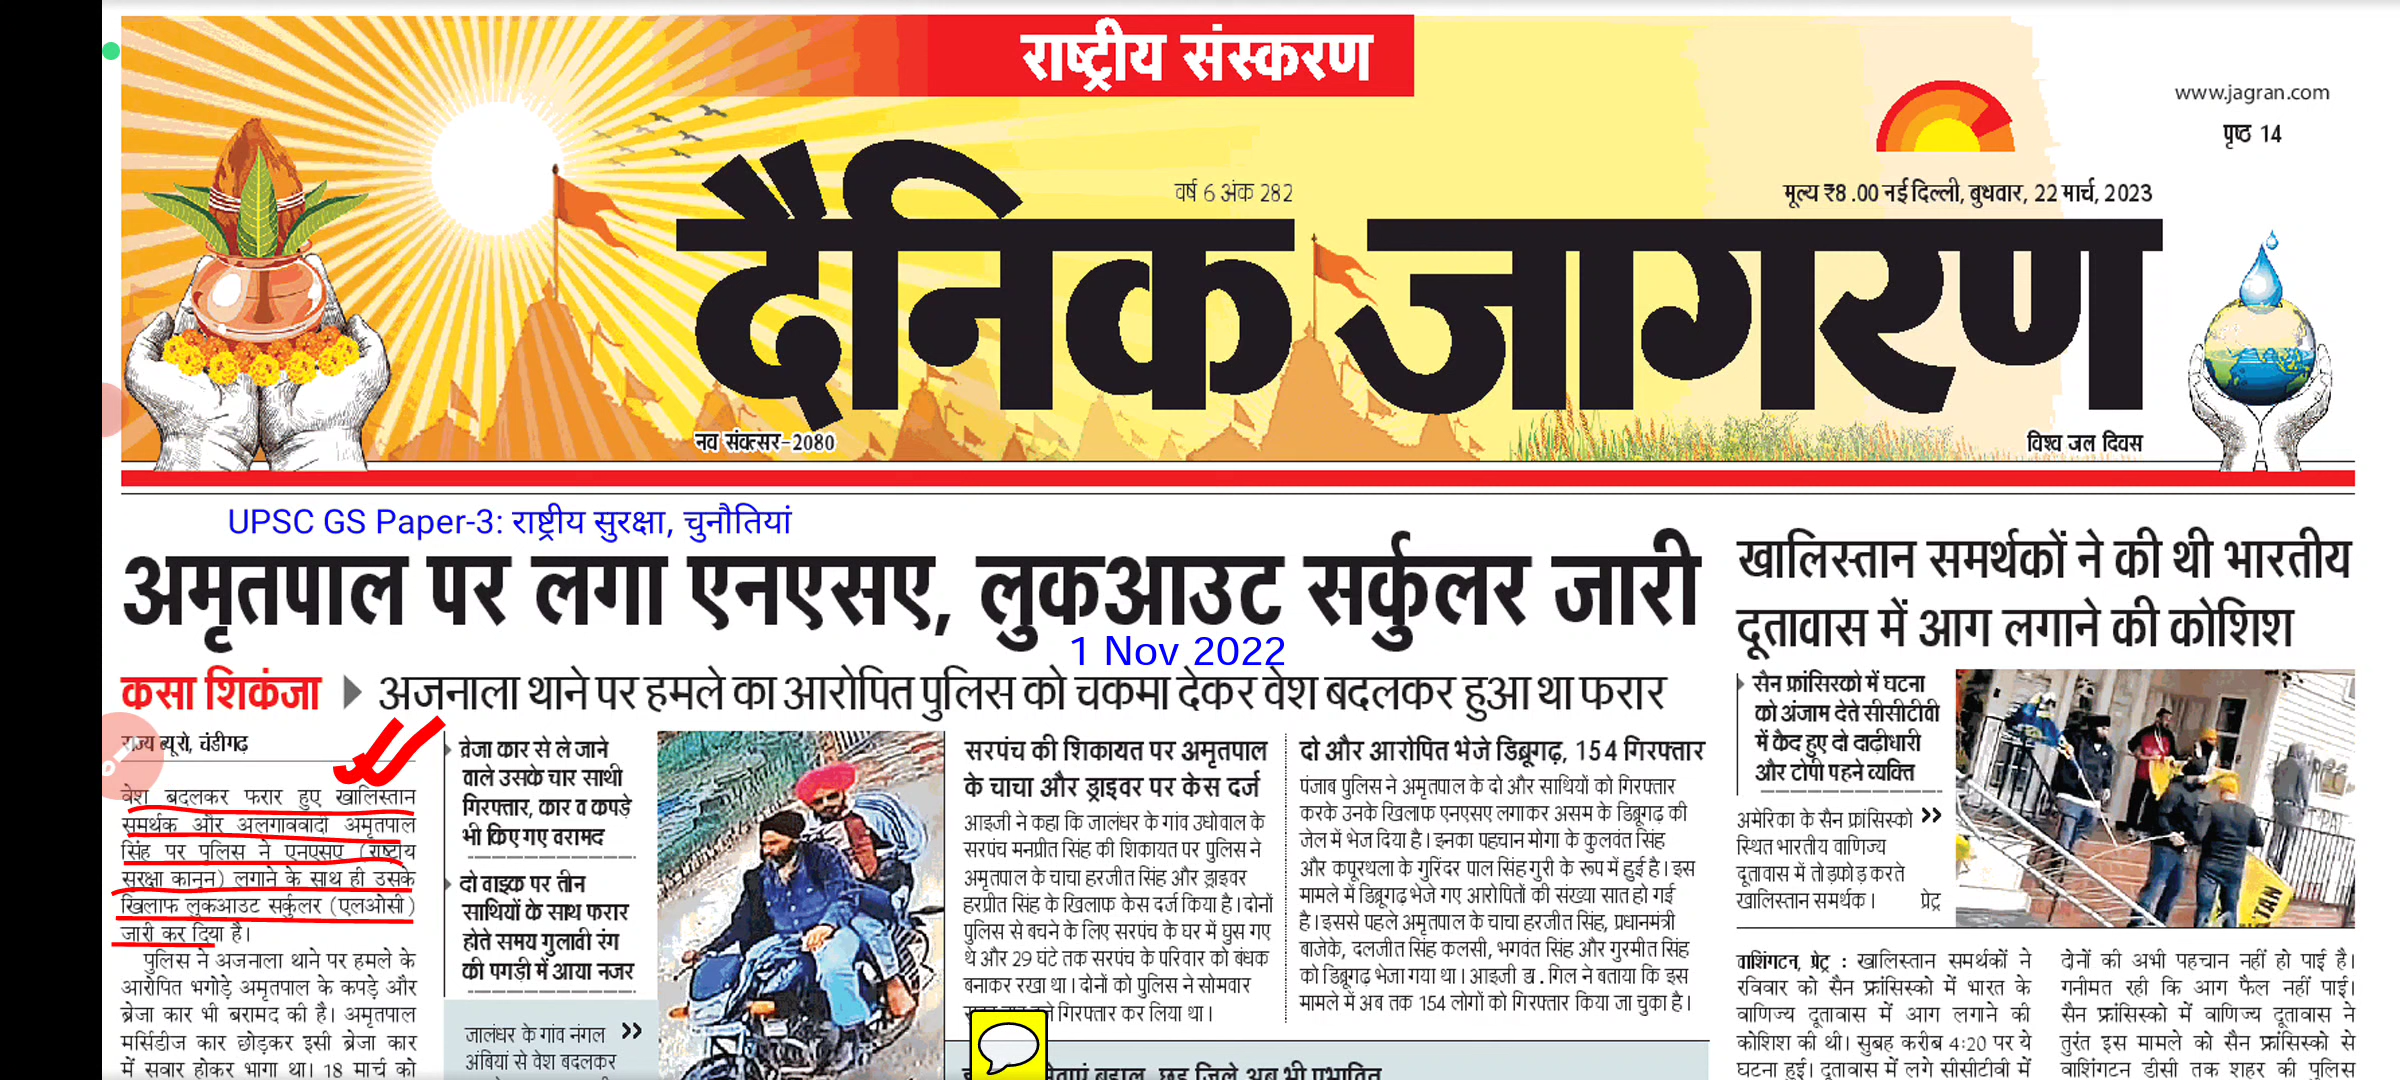 राष्ट्रीय संस्करण
www.jagran.com
पृष्ठ 14
वर्ष 6 अंक 282
मूल्य ₹8.00 नई दिल्ली, बुधवार, 22 मार्च, 2023
दैनिक जागरण
नव संवत्सर-2080
विश्व जल दिवस
UPSC GS Paper-3: राष्ट्रीय सुरक्षा, चुनौतियां
अमृतपाल पर लगा एनएसए, लुकआउट सर्कुलर जारी
1 Nov 2022
कसा शिकंजा
अजनाला थाने पर हमले का आरोपित पुलिस को चकमा देकर वेश बदलकर हुआ था फरार
राज्य ब्यूरो, चंडीगढ़
वेश बदलकर फरार हुए खालिस्तान
समर्थक और अलगाववादी अमृतपाल
सिंह पर पुलिस ने एनएसए (राष्ट्रीय
सुरक्षा कानून) लगाने के साथ ही उसके
खिलाफ लुकआउट सर्कुलर (एलओसी)
जारी कर दिया है।
पुलिस ने अजनाला थाने पर हमले के
आरोपित भगोड़े अमृतपाल के कपड़े और
ब्रेजा कार भी बरामद की है। अमृतपाल
मर्सिडीज कार छोड़कर इसी ब्रेजा कार
में सवार होकर भागा था। 18 मार्च को
ब्रेजा कार से ले जाने
वाले उसके चार साथी
गिरफ्तार, कार व कपड़े
भी किए गए बरामद
दो वाइक पर तीन
साथियों के साथ फरार
होते समय गुलाबी रंग
की पगड़ी में आया नजर
जालंधर के गांव नंगल
अंबियां से वेश बदलकर
सरपंच की शिकायत पर अमृतपाल
के चाचा और ड्राइवर पर केस दर्ज
आइजी ने कहा कि जालंधर के गांव उधोवाल के
सरपंच मनप्रीत सिंह की शिकायत पर पुलिस ने
अमृतपाल के चाचा हरजीत सिंह और ड्राइवर
हरप्रीत सिंह के खिलाफ केस दर्ज किया है। दोनों
पुलिस से बचने के लिए सरपंच के घर में घुस गए
थे और 29 घंटे तक सरपंच के परिवार को बंधक
बनाकर रखा था। दोनों को पुलिस ने सोमवार
गिरफ्तार कर लिया था।
दो और आरोपित भेजे डिब्रूगढ़, 154 गिरफ्तार
पंजाब पुलिस ने अमृतपाल के दो और साथियों को गिरफ्तार
करके उनके खिलाफ एनएसए लगाकर असम के डिब्रूगढ़ की
जेल में भेज दिया है। इनका पहचान मोगा के कुलवंत सिंह
और कपूरथला के गुरिंदर पाल सिंह गुरी के रूप में हुई है। इस
मामले में डिब्रूगढ़ भेजे गए आरोपितों की संख्या सात हो गई
है। इससे पहले अमृतपाल के चाचा हरजीत सिंह, प्रधानमंत्री
बाजेके, दलजीत सिंह कलसी, भगवंत सिंह और गुरमीत सिंह
को डिब्रूगढ़ भेजा गया था। आइजी डा. गिल ने बताया कि इस
मामले में अब तक 154 लोगों को गिरफ्तार किया जा चुका है।
सेवाएं बहाल, छह जिले अब भी प्रभावित
खालिस्तान समर्थकों ने की थी भारतीय
दूतावास में आग लगाने की कोशिश
सैन फ्रांसिस्को में घटना
को अंजाम देते सीसीटीवी
में कैद हुए दो दाढ़ीधारी
और टोपी पहने व्यक्ति
अमेरिका के सैन फ्रांसिस्को
स्थित भारतीय वाणिज्य
दूतावास में तोड़फोड़ करते
खालिस्तान समर्थक। प्रेट्र
वाशिंगटन, प्रेट्र : खालिस्तान समर्थकों ने
रविवार को सैन फ्रांसिस्को में भारत के
वाणिज्य दूतावास में आग लगाने की
कोशिश की थी। सुबह करीब 4:20 पर ये
घटना हुई। दूतावास में लगे सीसीटीवी में
दोनों की अभी पहचान नहीं हो पाई है।
गनीमत रही कि आग फैल नहीं पाई।
सैन फ्रांसिस्को में वाणिज्य दूतावास ने
तुरंत इस मामले को सैन फ्रांसिस्को से
वाशिंगटन डीसी तक शहर की पुलिस